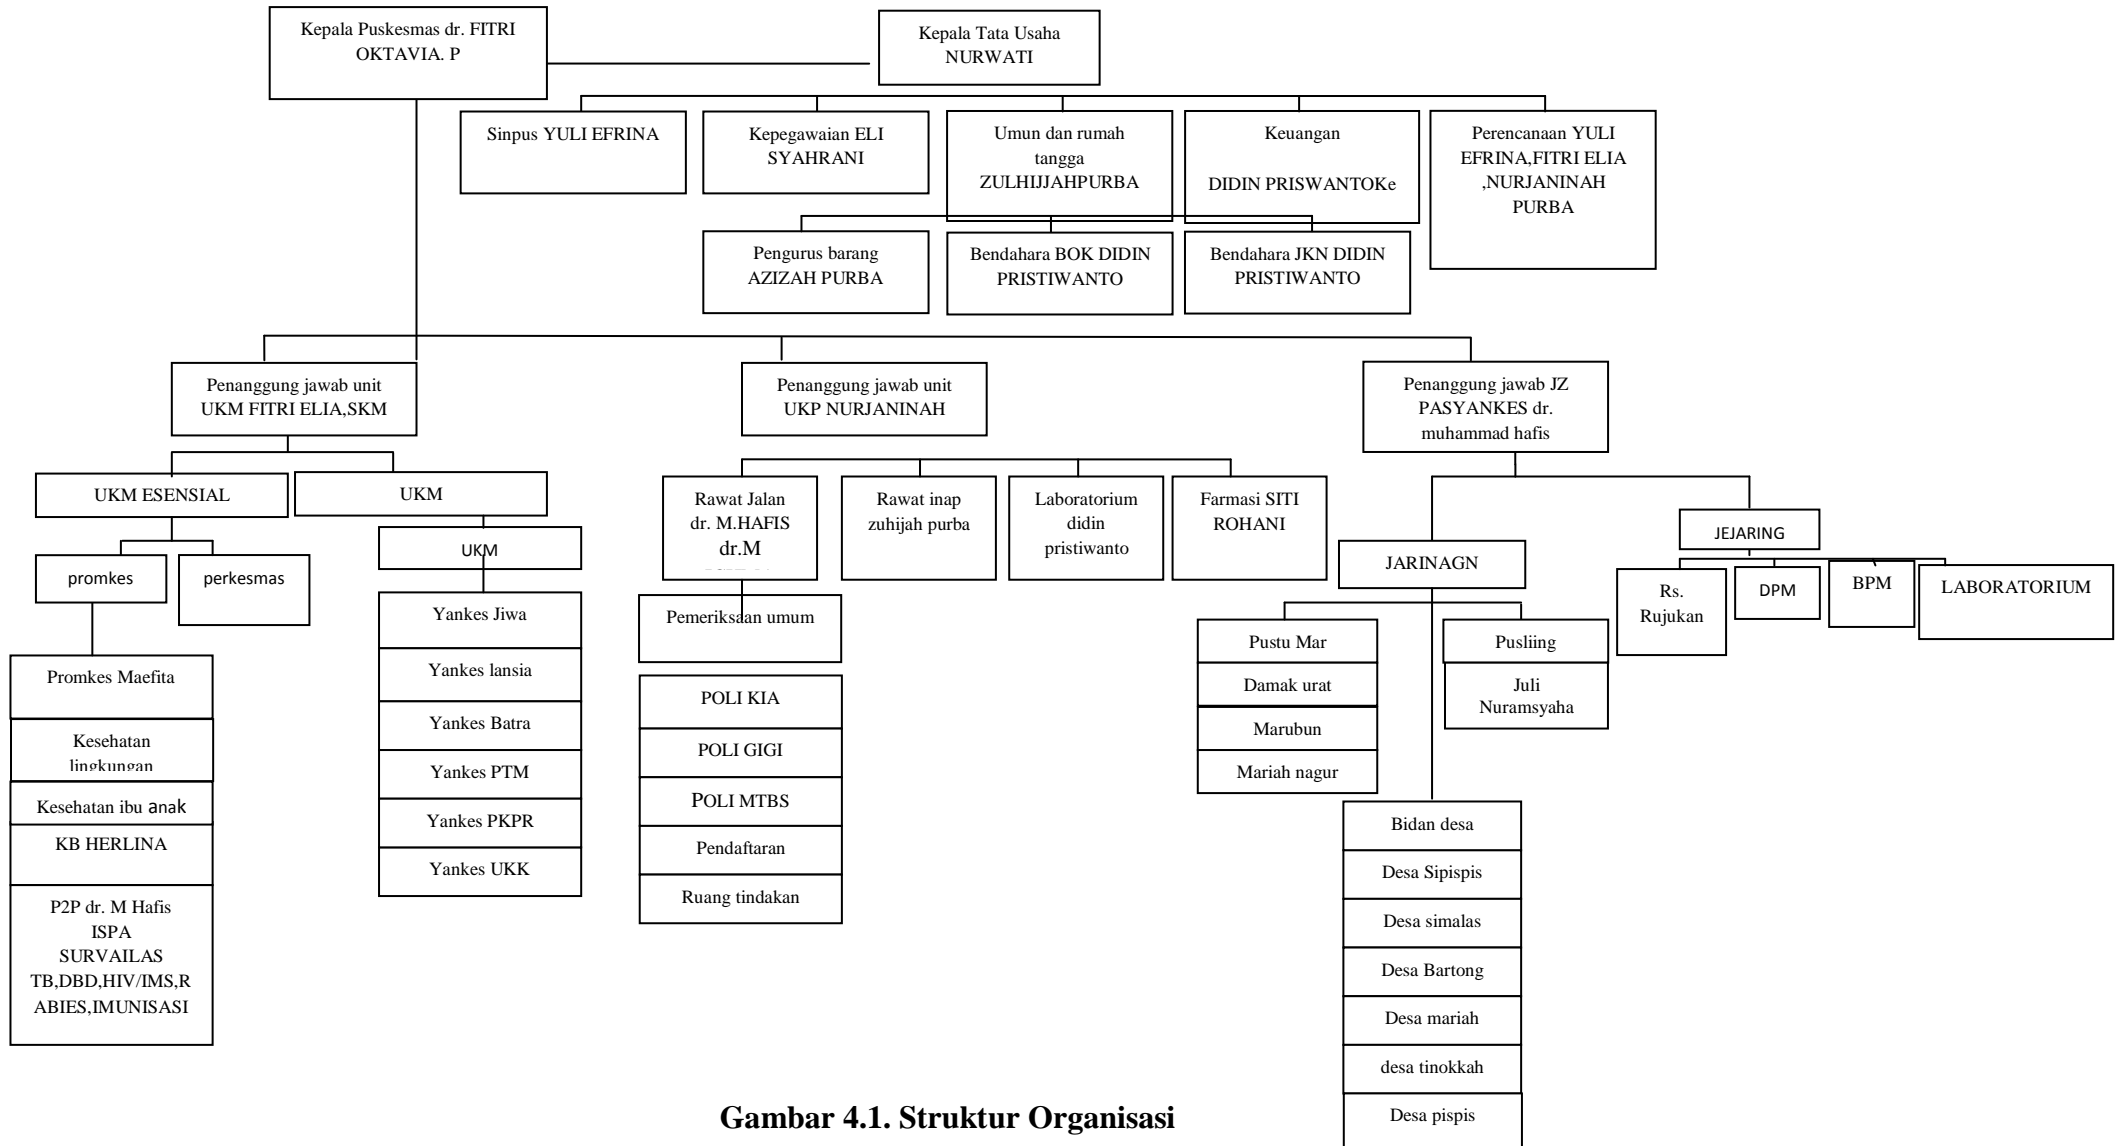 Kepala Puskesmas dr. FITRI
OKTAVIA. P
Kepala Tata Usaha
NURWATI
Sinpus YULI EFRINA
Kepegawaian ELI
SYAHRANI
Umun dan rumah
tangga
ZULHIJJAHPURBA
Keuangan
DIDIN PRISWANTOKe
Perencanaan YULI
EFRINA,FITRI ELIA
,NURJANINAH
PURBA
Pengurus barang
AZIZAH PURBA
Bendahara BOK DIDIN
PRISTIWANTO
Bendahara JKN DIDIN
PRISTIWANTO
Penanggung jawab unit
UKM FITRI ELIA,SKM
Penanggung jawab unit
UKP NURJANINAH
Penanggung jawab JZ
PASYANKES dr.
muhammad hafis
UKM ESENSIAL
UKM
UKM
promkes
perkesmas
Promkes Maefita
Kesehatan
lingkungan
Kesehatan ibu anak
KB HERLINA
P2P dr. M Hafis
ISPA
SURVAILAS
TB,DBD,HIV/IMS,R
ABIES,IMUNISASI
Yankes Jiwa
Yankes lansia
Yankes Batra
Yankes PTM
Yankes PKPR
Yankes UKK
Rawat Jalan
dr. M.HAFIS
dr.M
Rawat inap
zuhijah purba
Laboratorium
didin
pristiwanto
Farmasi SITI
ROHANI
Pemeriksaan umum
POLI KIA
POLI GIGI
POLI MTBS
Pendaftaran
Ruang tindakan
JARINAGN
JEJARING
Pustu Mar
Damak urat
Marubun
Mariah nagur
Pusliing
Juli
Nuramsyaha
Bidan desa
Desa Sipispis
Desa simalas
Desa Bartong
Desa mariah
desa tinokkah
Desa pispis
Rs.
Rujukan
DPM
BPM
LABORATORIUM
Gambar 4.1. Struktur Organisasi